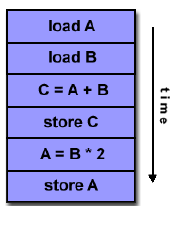 load A
load B
C = A + B
store C
A = B * 2
store A
time